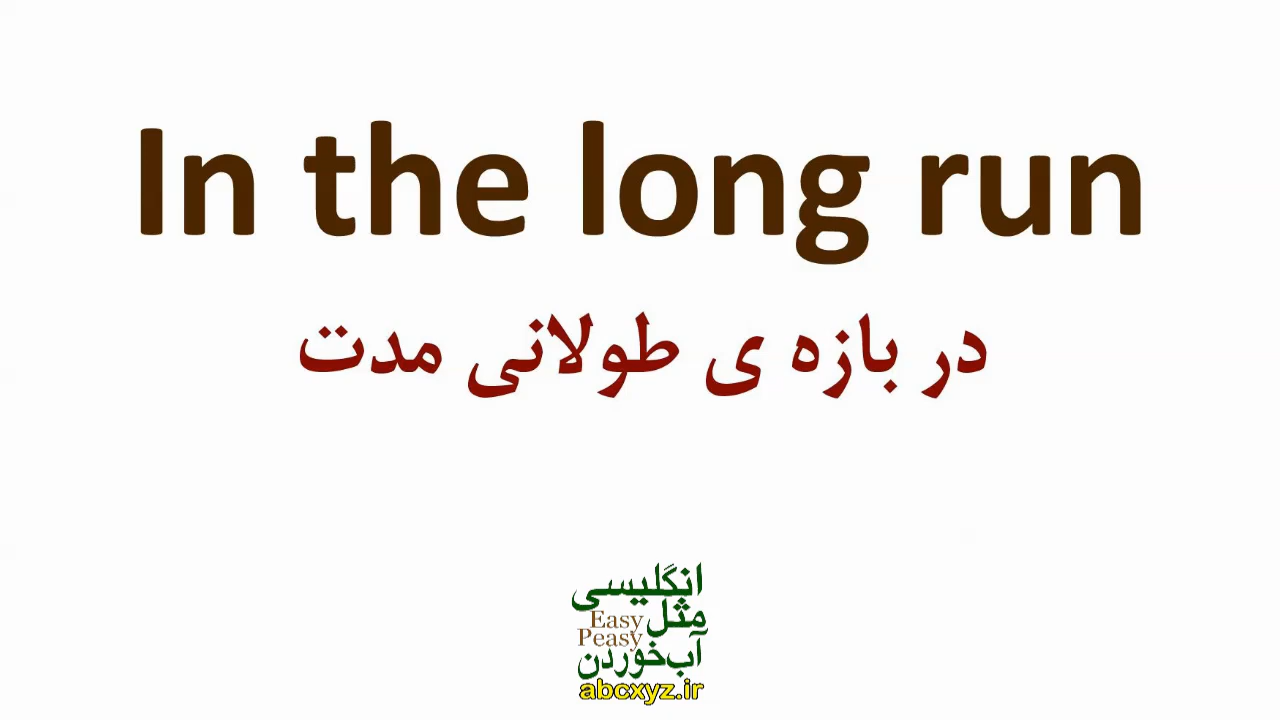 In the long run
در بازه ی طولانی مدت
انگلیسی
مثل
Easy
Peasy
آب خوردن
abcxyz.ir